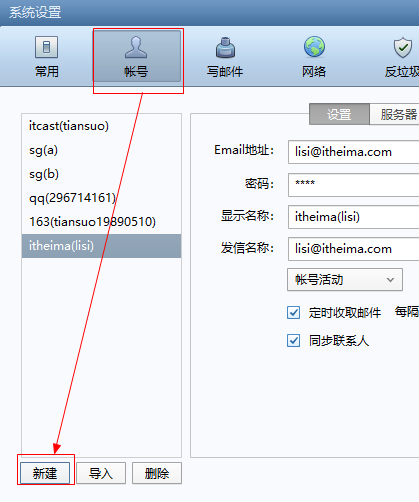 系统设置
常用 帐号 写邮件 网络 反垃圾
设置 服务器
itcast(tiansuo)
sg(a)
sg(b)
qq(296714161)
163(tiansuo19890510)
itheima(lisi)
Email地址: lisi@itheima.com
密码: ****
显示名称: itheima(lisi)
发信名称: lisi@itheima.com
帐号活动
定时收取邮件 每隔
同步联系人
新建 导入 删除